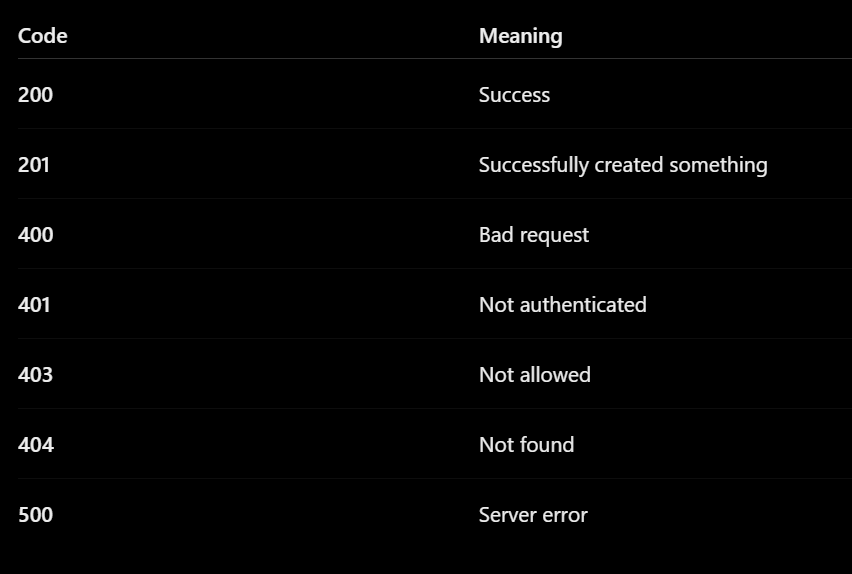 Code Meaning
200 Success
201 Successfully created something
400 Bad request
401 Not authenticated
403 Not allowed
404 Not found
500 Server error